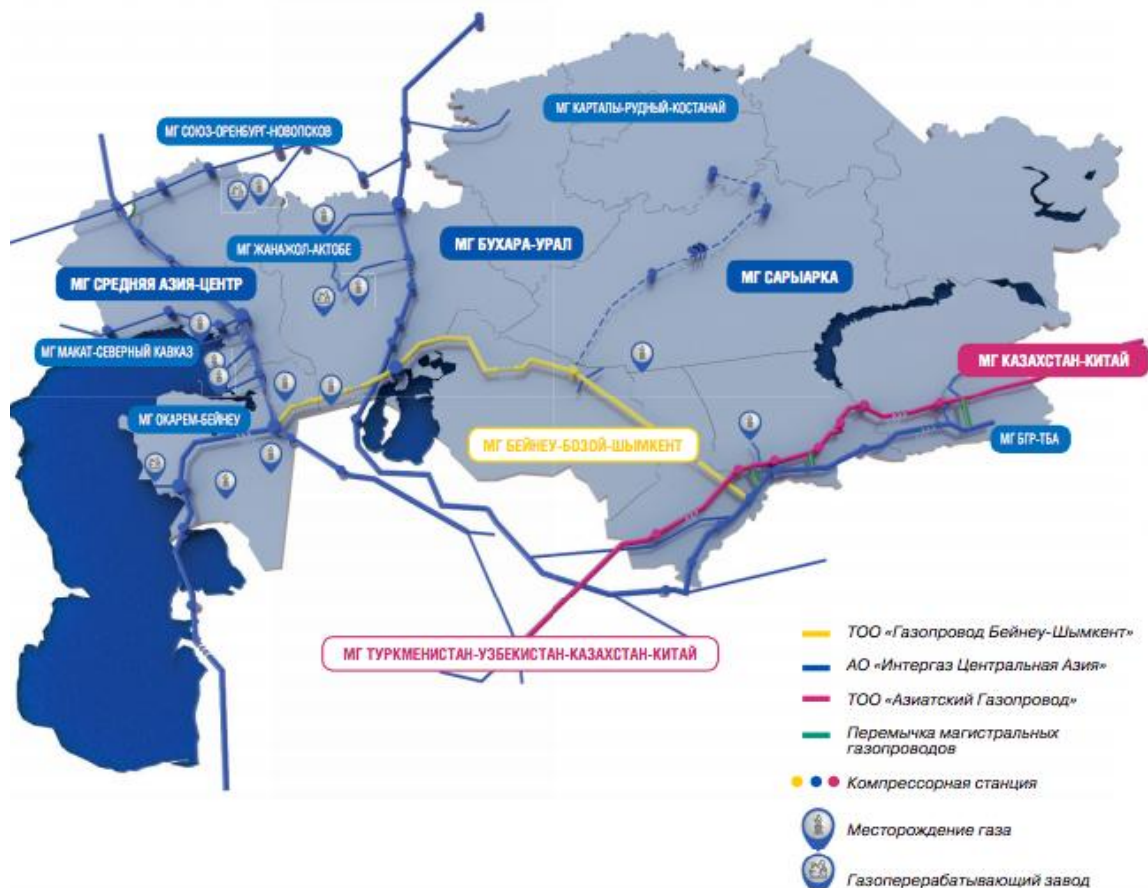 МГ КАРТАЛЫ-РУДНЫЙ-КОСТАНАЙ
МГ СОЮЗ-ОРЕНБУРГ-НОВОПСКОВ
МГ ЖАНАЖОЛ-АКТОБЕ
МГ БУХАРА-УРАЛ
МГ СРЕДНЯЯ АЗИЯ-ЦЕНТР
МГ САРЫАРКА
МГ МАКАТ-СЕВЕРНЫЙ КАВКАЗ
МГ КАЗАХСТАН-КИТАЙ
МГ ОКАРЕМ-БЕЙНЕУ
МГ БЕЙНЕУ-БОЗОЙ-ШЫМКЕНТ
МГ БГР-ТБА
МГ ТУРКМЕНИСТАН-УЗБЕКИСТАН-КАЗАХСТАН-КИТАЙ
ТОО «Газопровод Бейнеу-Шымкент»
АО «Интергаз Центральная Азия»
ТОО «Азиатский Газопровод»
Перемычка магистральных
газопроводов
Компрессорная станция
Месторождение газа
Газоперерабатывающий завод